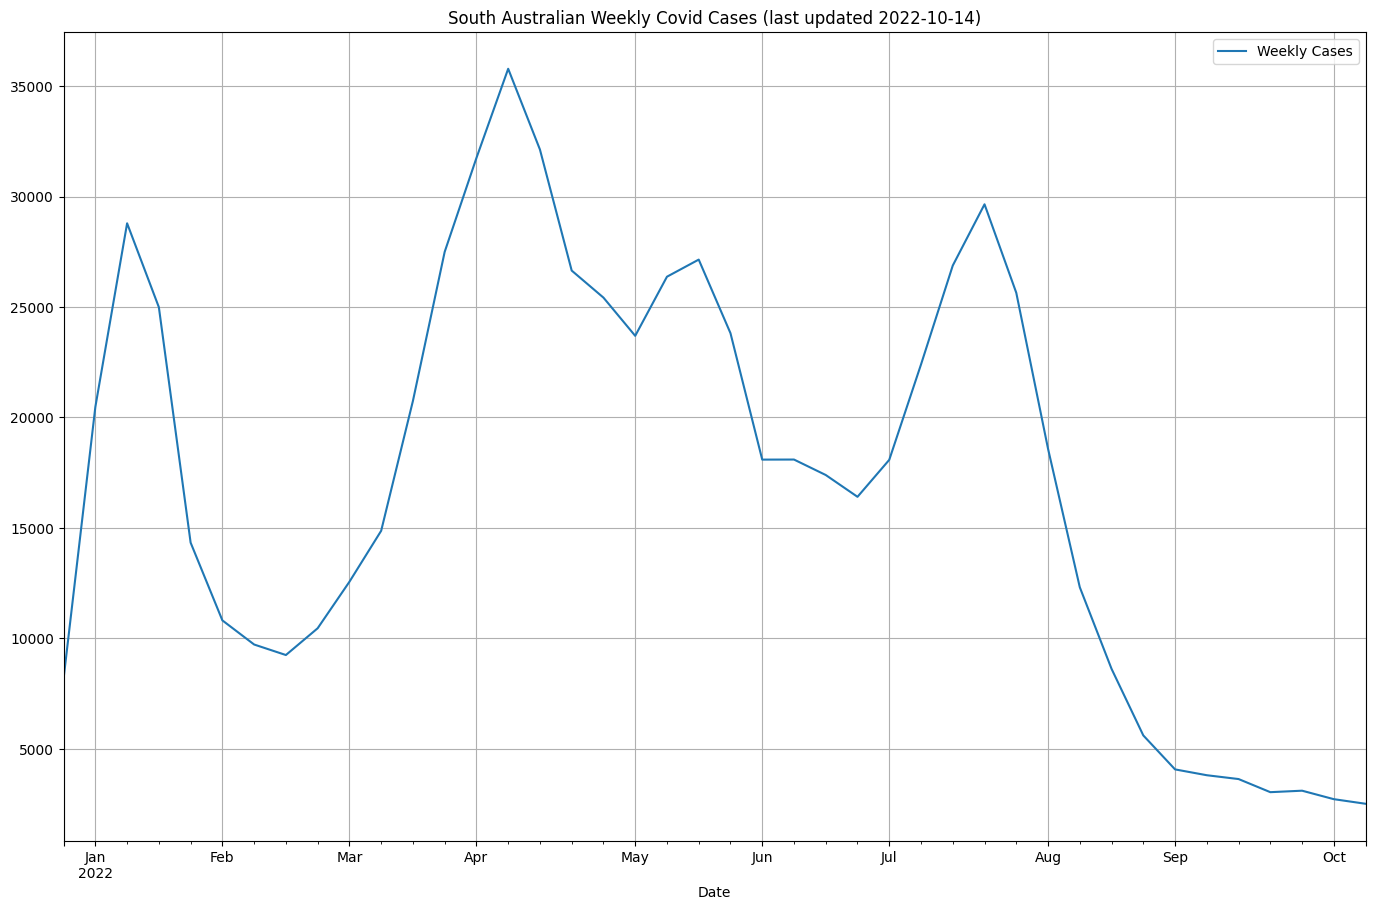 South Australian Weekly Covid Cases (last updated 2022-10-14)
Weekly Cases
35000
30000
25000
20000
15000
10000
5000
Jan Feb Mar Apr May Jun Jul Aug Sep Oct
2022
Date